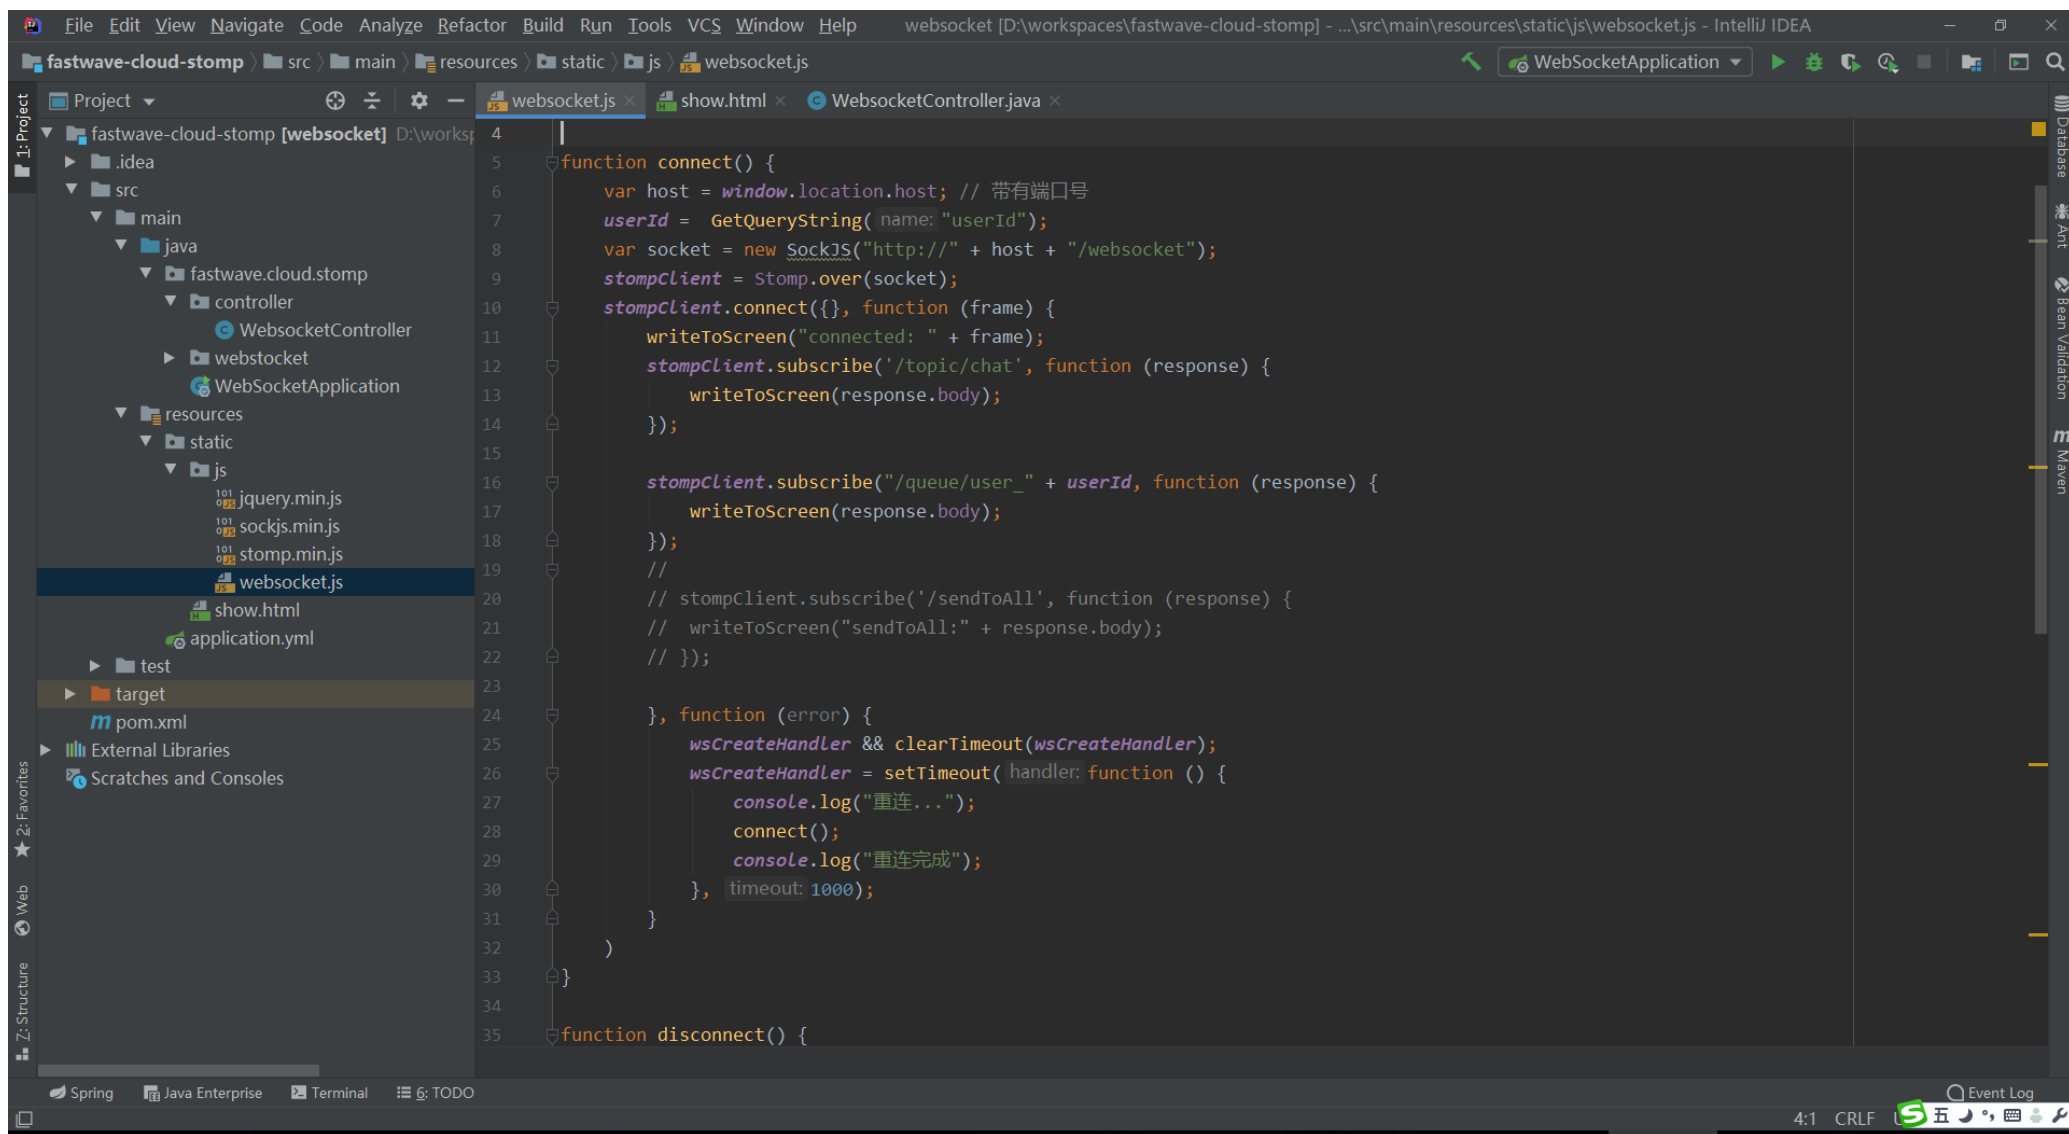 File Edit View Navigate Code Analyze Refactor Build Run Tools VCS Window Help websocket [D:\workspaces\fastwave-cloud-stomp] - ...\src\main\resources\static\js\websocket.js - IntelliJ IDEA
fastwave-cloud-stomp src main resources static js websocket.js WebSocketApplication
Project websocket.js show.html WebsocketController.java
1: Project
2: Favorites
Web
Z: Structure
fastwave-cloud-stomp [websocket] D:\worksp
.idea
src
main
java
fastwave.cloud.stomp
controller
WebsocketController
webstocket
WebSocketApplication
resources
static
js
jquery.min.js
sockjs.min.js
stomp.min.js
websocket.js
show.html
application.yml
test
target
pom.xml
External Libraries
Scratches and Consoles
4
5 function connect() {
6 var host = window.location.host; // 带有端口号
7 userId = GetQueryString( name: "userId");
8 var socket = new SockJS("http://" + host + "/websocket");
9 stompClient = Stomp.over(socket);
10 stompClient.connect({}, function (frame) {
11 writeToScreen("connected: " + frame);
12 stompClient.subscribe('/topic/chat', function (response) {
13 writeToScreen(response.body);
14 });
15
16 stompClient.subscribe("/queue/user_" + userId, function (response) {
17 writeToScreen(response.body);
18 });
19 //
20 // stompClient.subscribe('/sendToAll', function (response) {
21 // writeToScreen("sendToAll:" + response.body);
22 // });
23
24 }, function (error) {
25 wsCreateHandler && clearTimeout(wsCreateHandler);
26 wsCreateHandler = setTimeout( handler: function () {
27 console.log("重连...");
28 connect();
29 console.log("重连完成");
30 }, timeout: 1000);
31 }
32 )
33 }
34
35 function disconnect() {
Database
Ant
Bean Validation
Maven
Spring Java Enterprise Terminal 6: TODO Event Log
4:1 CRLF 五